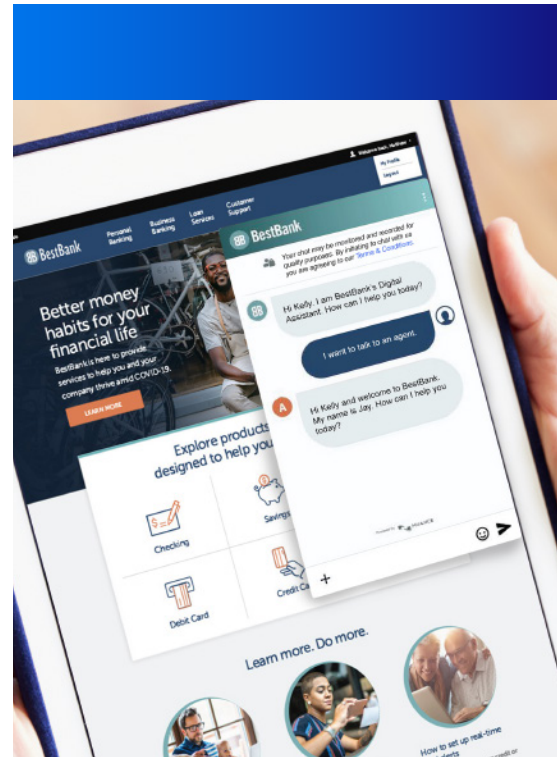 Welcome back,
My Profile
Log out
BestBank
Personal
Banking
Business
Banking
Loan
Services
Customer
Support
Better money
habits for your
financial life
BestBank is here to provide
services to help you and your
company thrive amid COVID-19.
LEARN MORE
Explore products
designed to help you
Checking
Savings
Debit Card
Credit Ca
Learn more. Do more.
How to set up real-time
BestBank
Your chat may be monitored and recorded for
quality purposes. By initiating to chat with us
you are agreeing to our Terms & Conditions.
Hi Kelly. I am BestBank's Digital
Assistant. How can I help you today?
I want to talk to an agent.
A
Hi Kelly and welcome to BestBank.
My name is Jay. How can I help you
today?